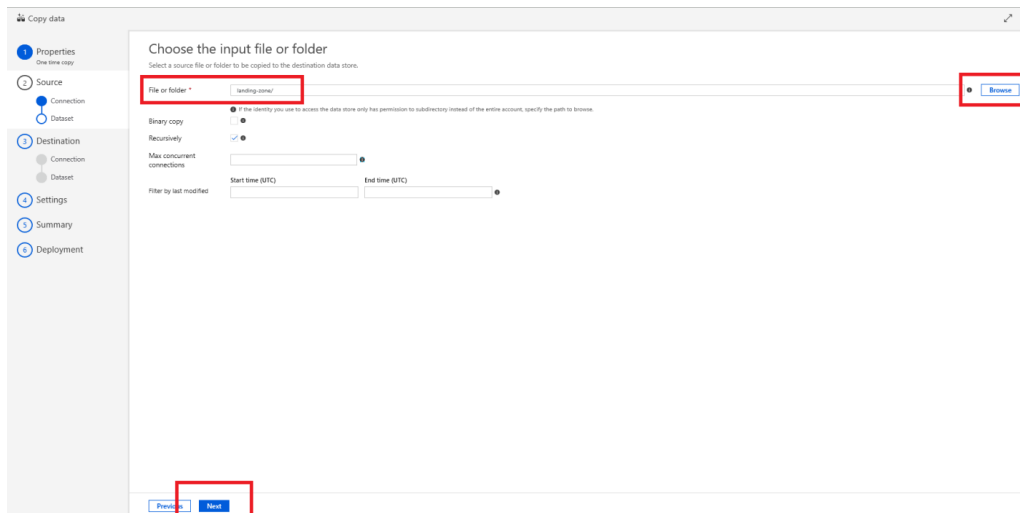 Copy data
1 Properties
One time copy
2 Source
Connection
Dataset
3 Destination
Connection
Dataset
4 Settings
5 Summary
6 Deployment
Choose the input file or folder
Select a source file or folder to be copied to the destination data store.
File or folder * landing-zone/ Browse
If the identity you use to access the data store only has permission to subdirectory instead of the entire account, specify the path to browse.
Binary copy
Recursively
Max concurrent
connections
Start time (UTC) End time (UTC)
Filter by last modified
Previous Next